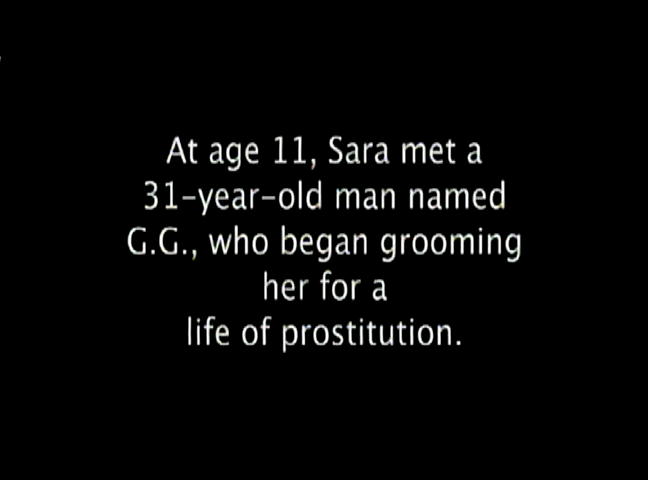 At age 11, Sara met a
31-year-old man named
G.G., who began grooming
her for a
life of prostitution.